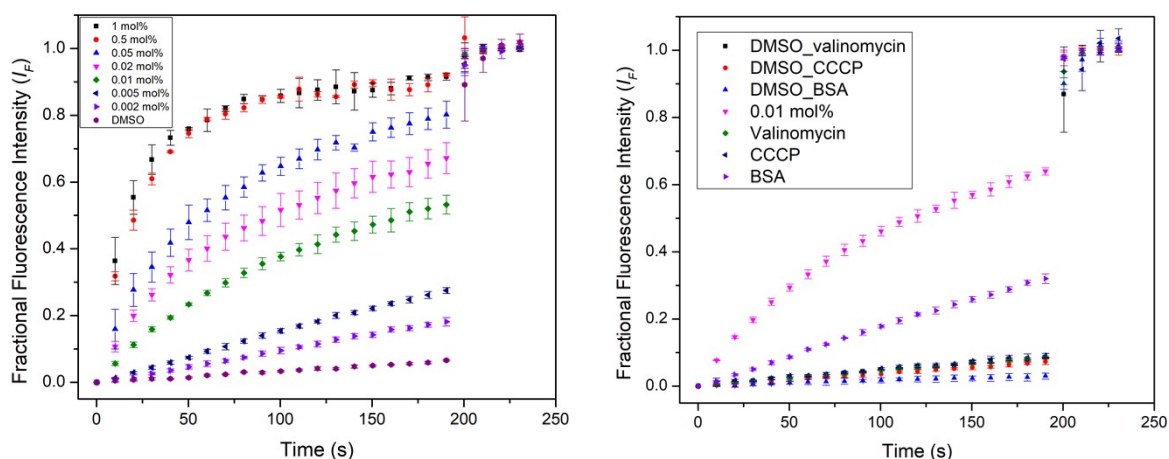 1 mol%
0.5 mol%
0.05 mol%
0.02 mol%
0.01 mol%
0.005 mol%
0.002 mol%
DMSO
Fractional Fluorescence Intensity (I_F)
1.0
0.8
0.6
0.4
0.2
0.0
0 50 100 150 200 250
Time (s)
DMSO_valinomycin
DMSO_CCCP
DMSO_BSA
0.01 mol%
Valinomycin
CCCP
BSA
Fractional Fluorescence Intensity (I_F)
1.0
0.8
0.6
0.4
0.2
0.0
0 50 100 150 200 250
Time (s)